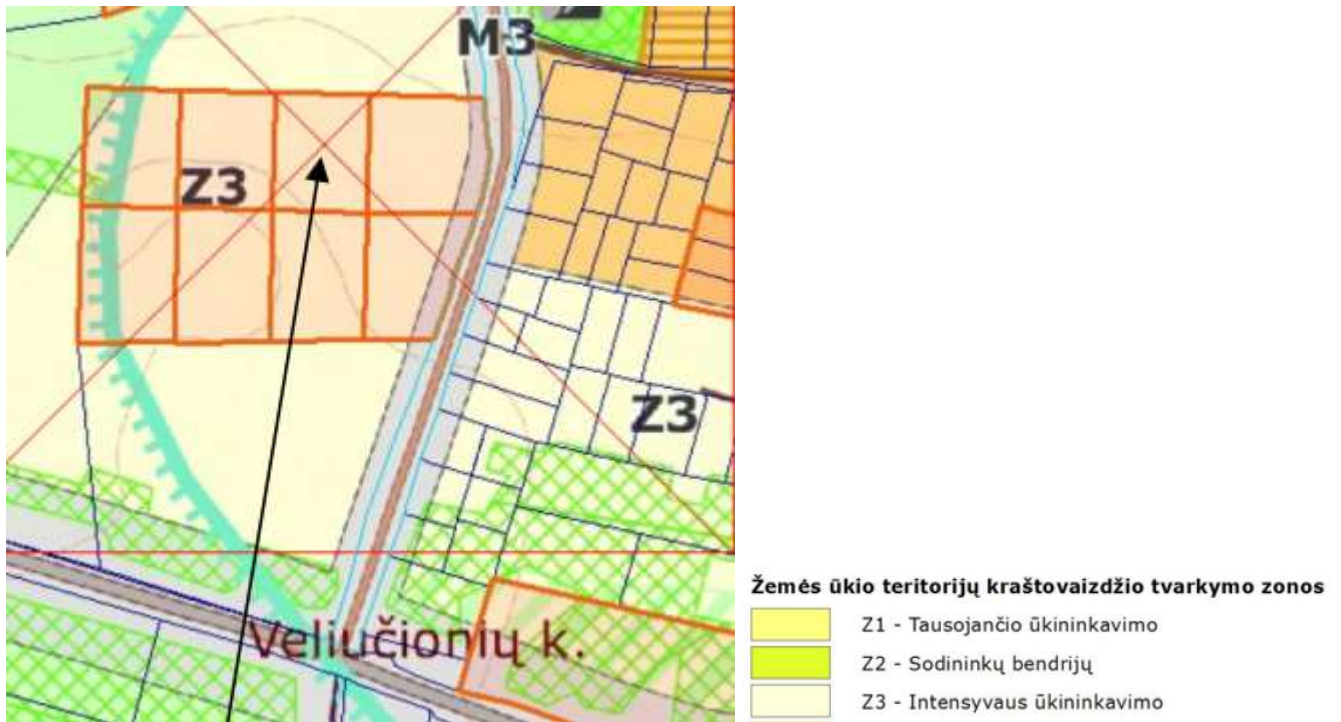 M3
Z3
Z3
Veliučionių k.
Žemės ūkio teritorijų kraštovaizdžio tvarkymo zonos
Z1 - Tausojančio ūkininkavimo
Z2 - Sodininkų bendrijų
Z3 - Intensyvaus ūkininkavimo